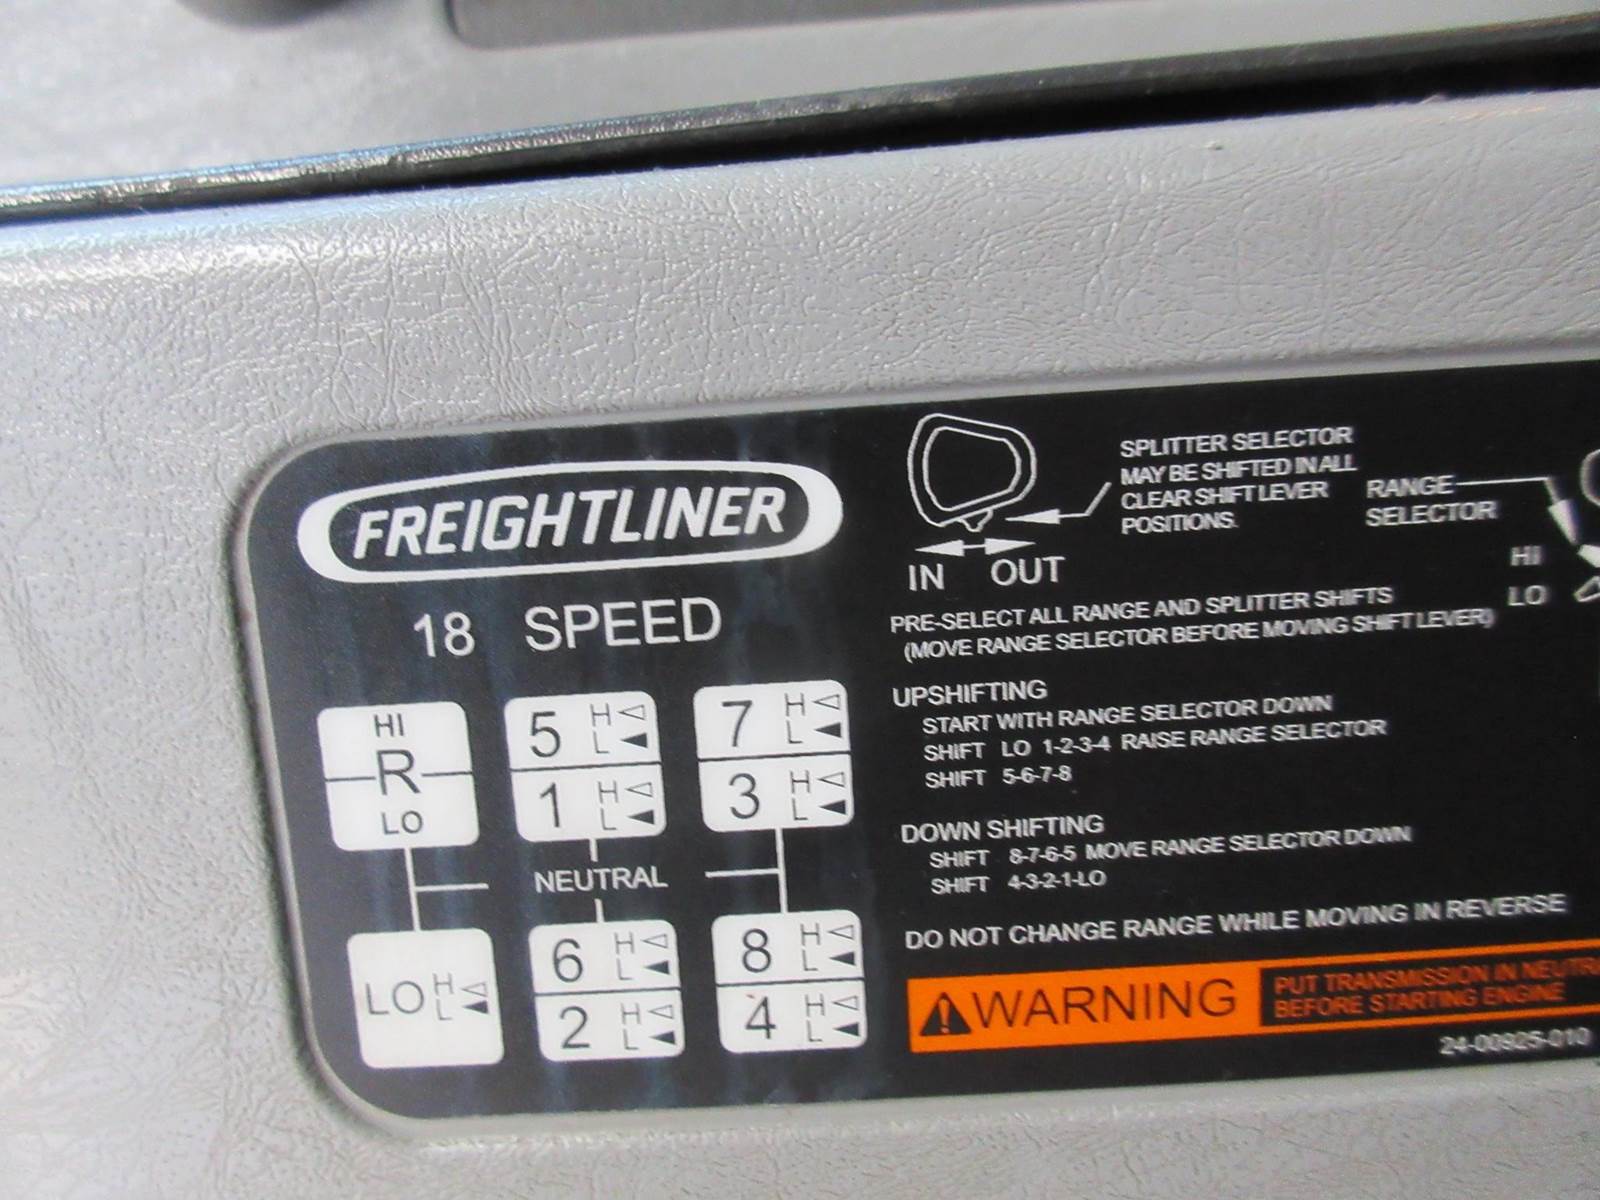 FREIGHTLINER
18 SPEED
HI
R
LO
5 H
L
1 H
L
7 H
L
3 H
L
NEUTRAL
LO H
L
6 H
L
2 H
L
8 H
L
4 H
L
SPLITTER SELECTOR
MAY BE SHIFTED IN ALL
CLEAR SHIFT LEVER
POSITIONS.
IN OUT
RANGE
SELECTOR
HI
LO
PRE-SELECT ALL RANGE AND SPLITTER SHIFTS
(MOVE RANGE SELECTOR BEFORE MOVING SHIFT LEVER)
UPSHIFTING
START WITH RANGE SELECTOR DOWN
SHIFT LO 1-2-3-4 RAISE RANGE SELECTOR
SHIFT 5-6-7-8
DOWN SHIFTING
SHIFT 8-7-6-5 MOVE RANGE SELECTOR DOWN
SHIFT 4-3-2-1-LO
DO NOT CHANGE RANGE WHILE MOVING IN REVERSE
WARNING
PUT TRANSMISSION IN NEUTR
BEFORE STARTING ENGINE
24-00925-010